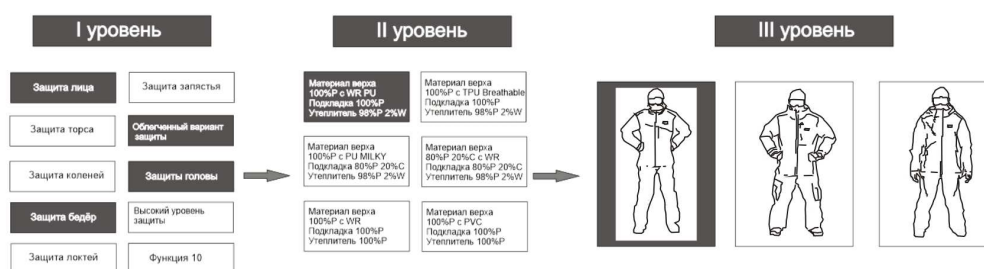 I уровень
II уровень
III уровень
Защита лица
Защита запястья
Защита торса
Облегченный вариант
защиты
Защита коленей
Защиты головы
Защита бедёр
Высокий уровень
защиты
Защита локтей
Функция 10
Материал верха
100%P с WR PU
Подкладка 100%P
Утеплитель 98%P 2%W
Материал верха
100%P с TPU Breathable
Подкладка 100%P
Утеплитель 98%P 2%W
Материал верха
100%P с PU MILKY
Подкладка 80%P 20%C
Утеплитель 98%P 2%W
Материал верха
80%P 20%C с WR
Подкладка 80%P 20%C
Утеплитель 98%P 2%W
Материал верха
100%P с WR
Подкладка 100%P
Утеплитель 100%P
Материал верха
100%P с PVC
Подкладка 100%P
Утеплитель 100%P